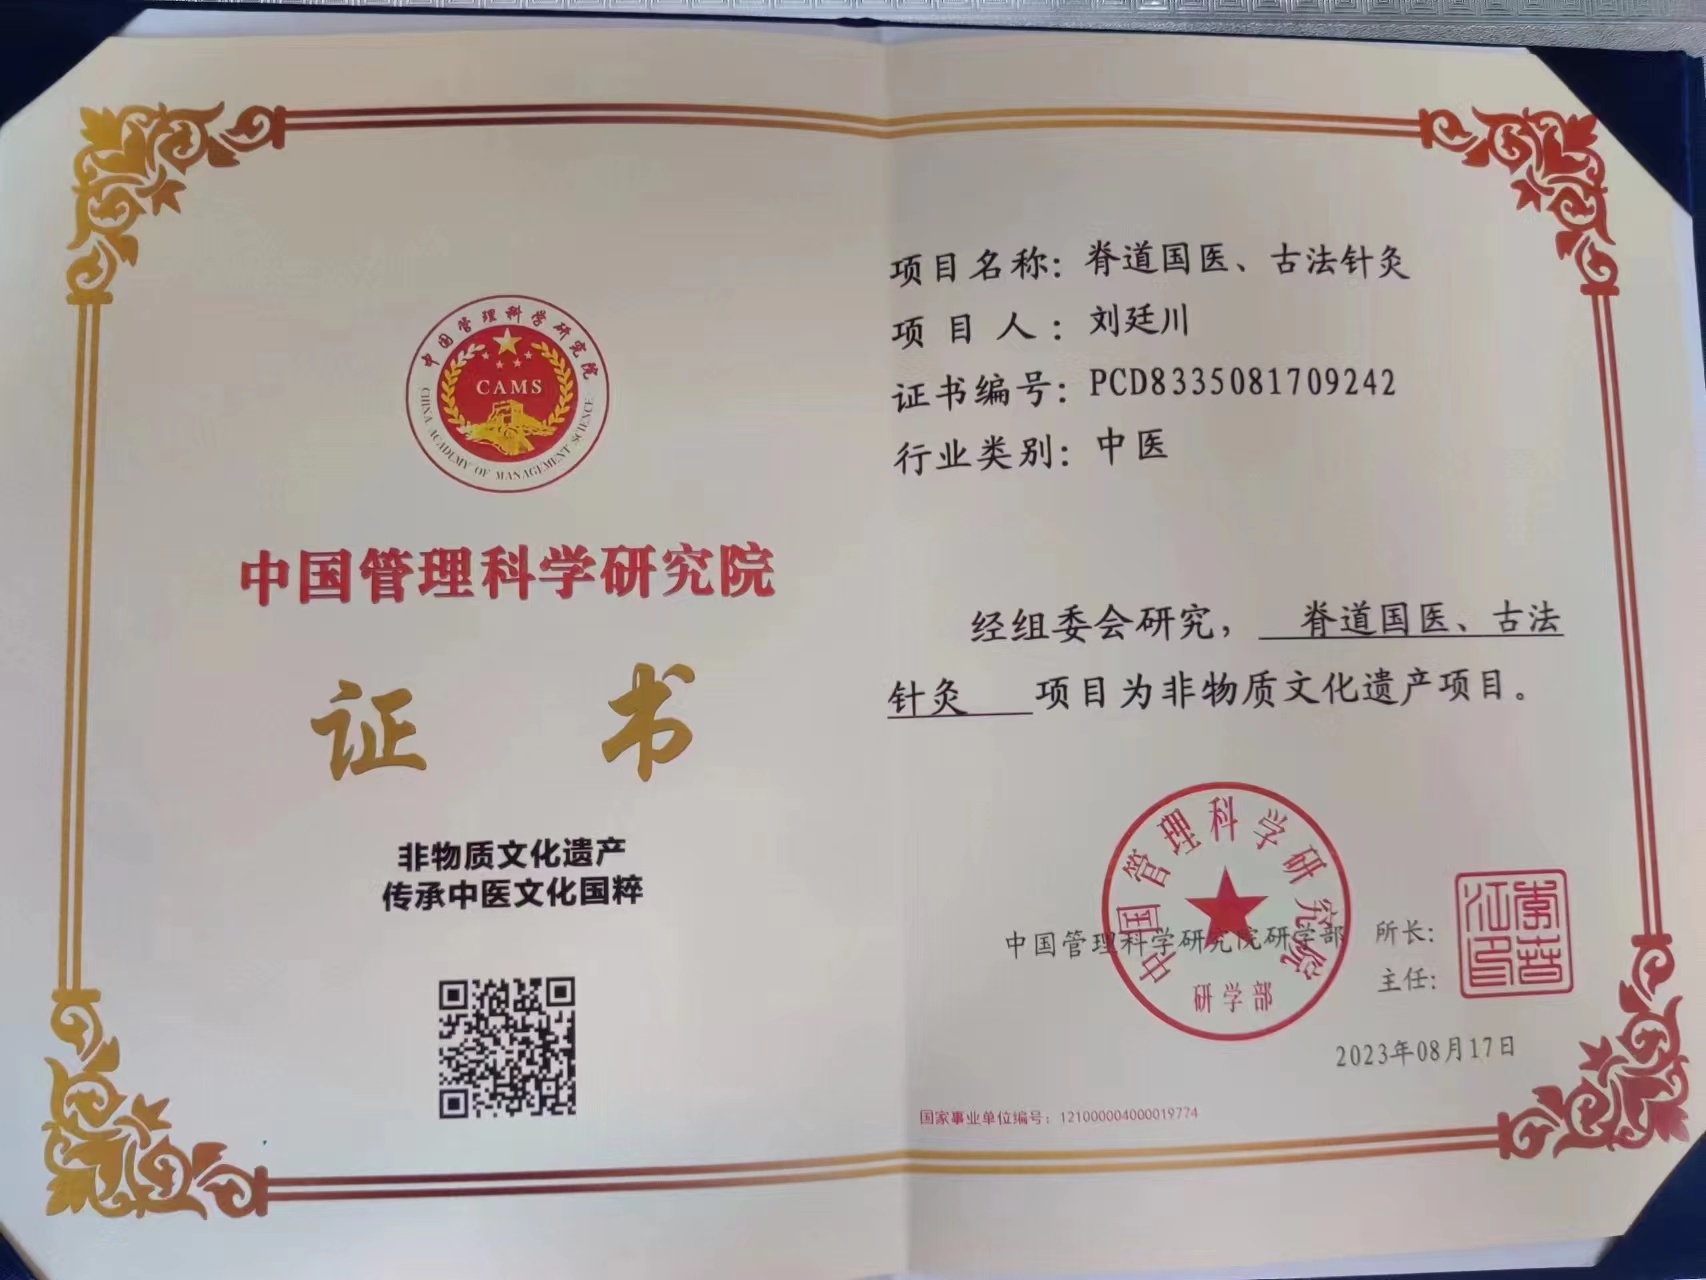 中国管理科学研究院
CAMS
CHINA ACADEMY OF MANAGEMENT SCIENCE
中国管理科学研究院
证书
非物质文化遗产
传承中医文化国粹
项目名称：脊道国医、古法针灸
项目人：刘廷川
证书编号：PCD8335081709242
行业类别：中医
经组委会研究，脊道国医、古法
针灸 项目为非物质文化遗产项目。
中国管理科学研究院
研学部
中国管理科学研究院研学部
所长：
主任：
2023年08月17日
国家事业单位编号：121000004000019774